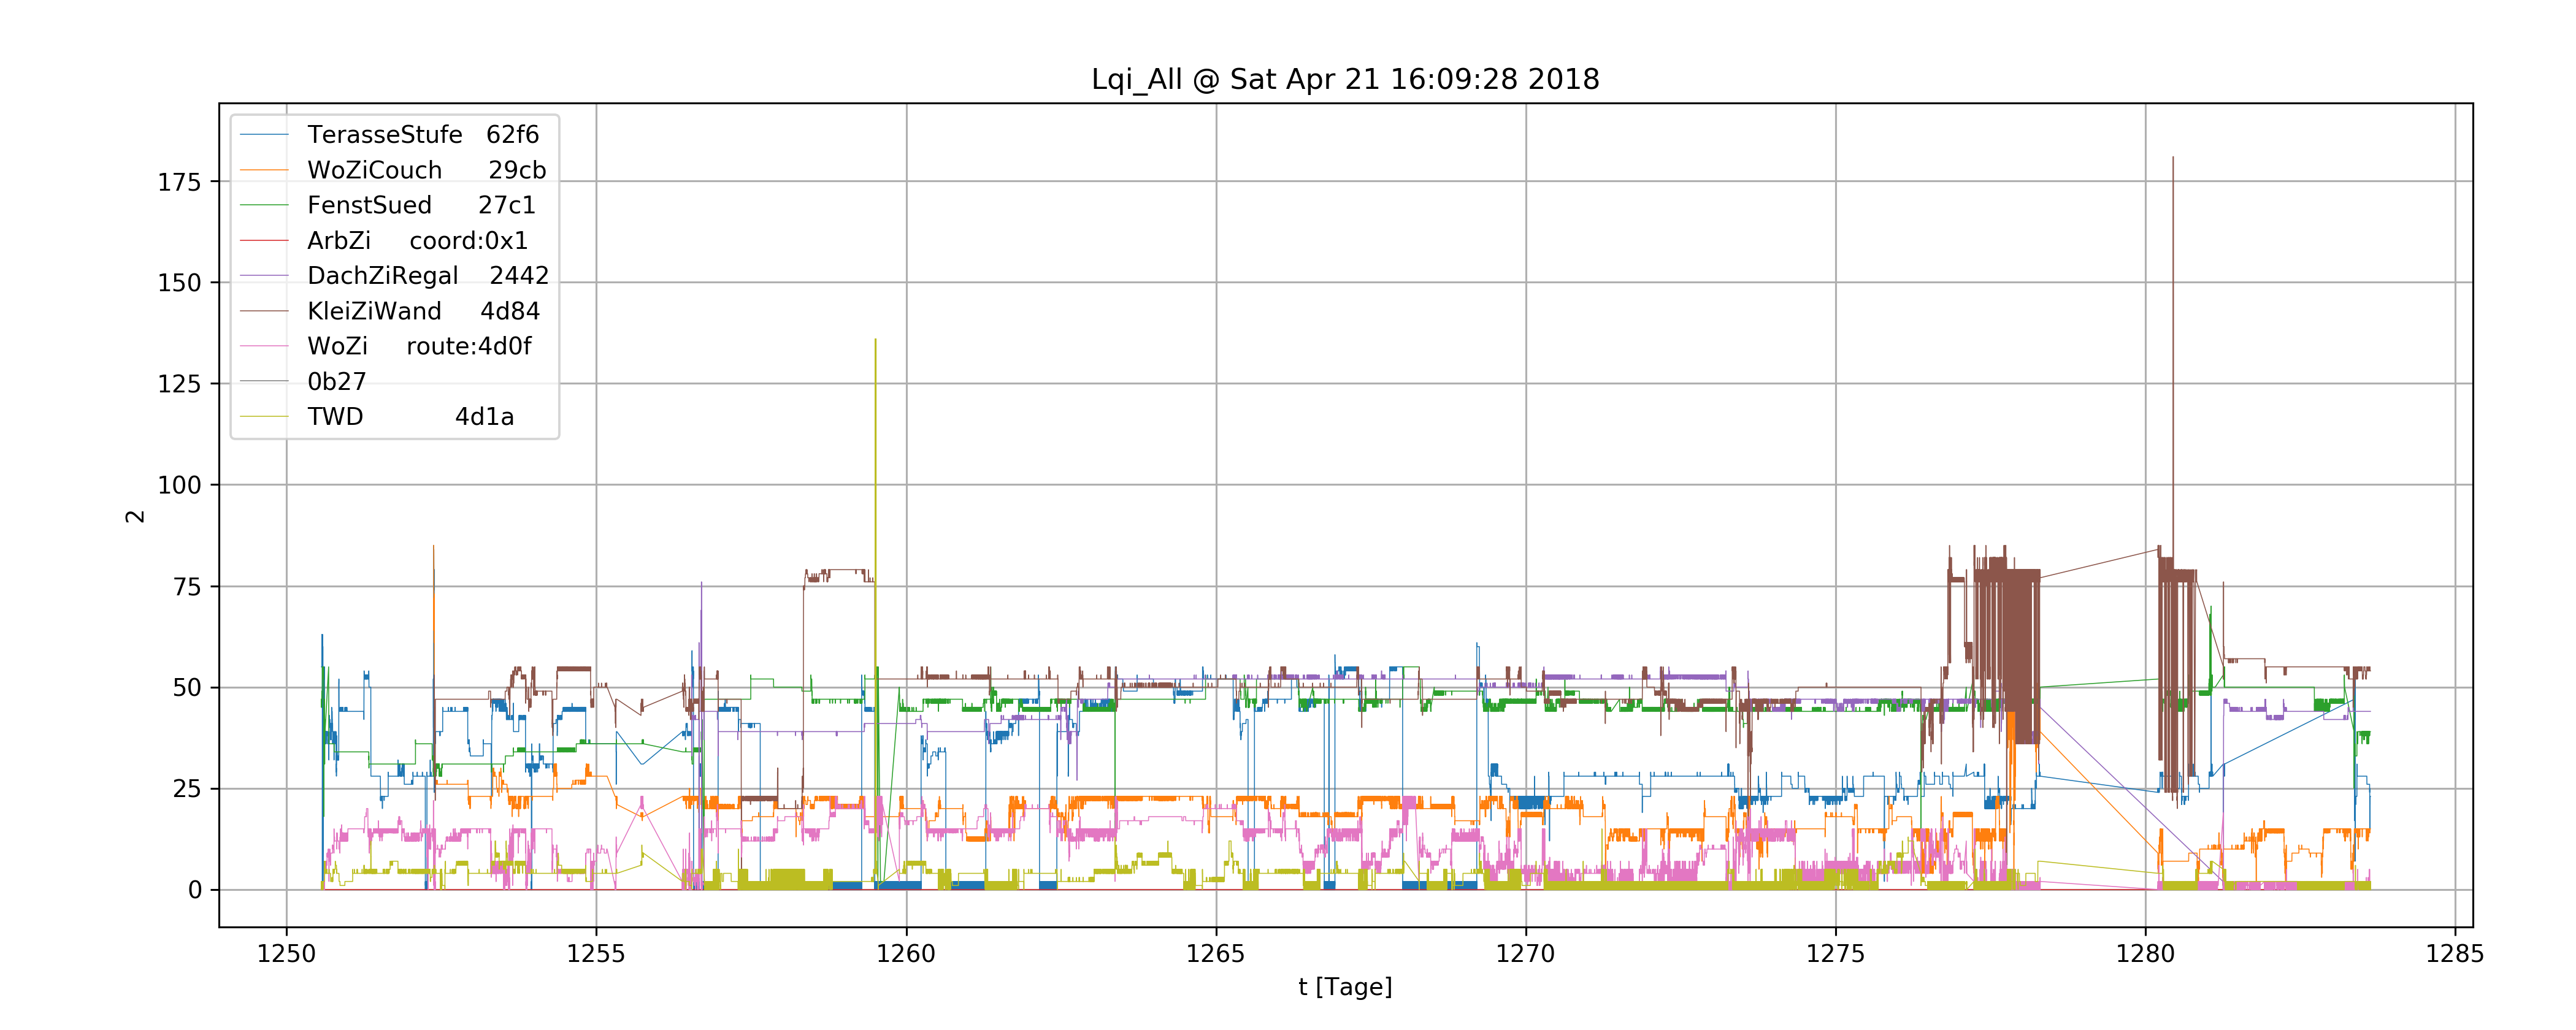 Lqi_All @ Sat Apr 21 16:09:28 2018
TerasseStufe 62f6
WoZiCouch 29cb
FenstSued 27c1
ArbZi coord:0x1
DachZiRegal 2442
KleiZiWand 4d84
WoZi route:4d0f
0b27
TWD 4d1a
175
150
125
100
75
50
25
0
2
1250 1255 1260 1265 1270 1275 1280 1285
t [Tage]